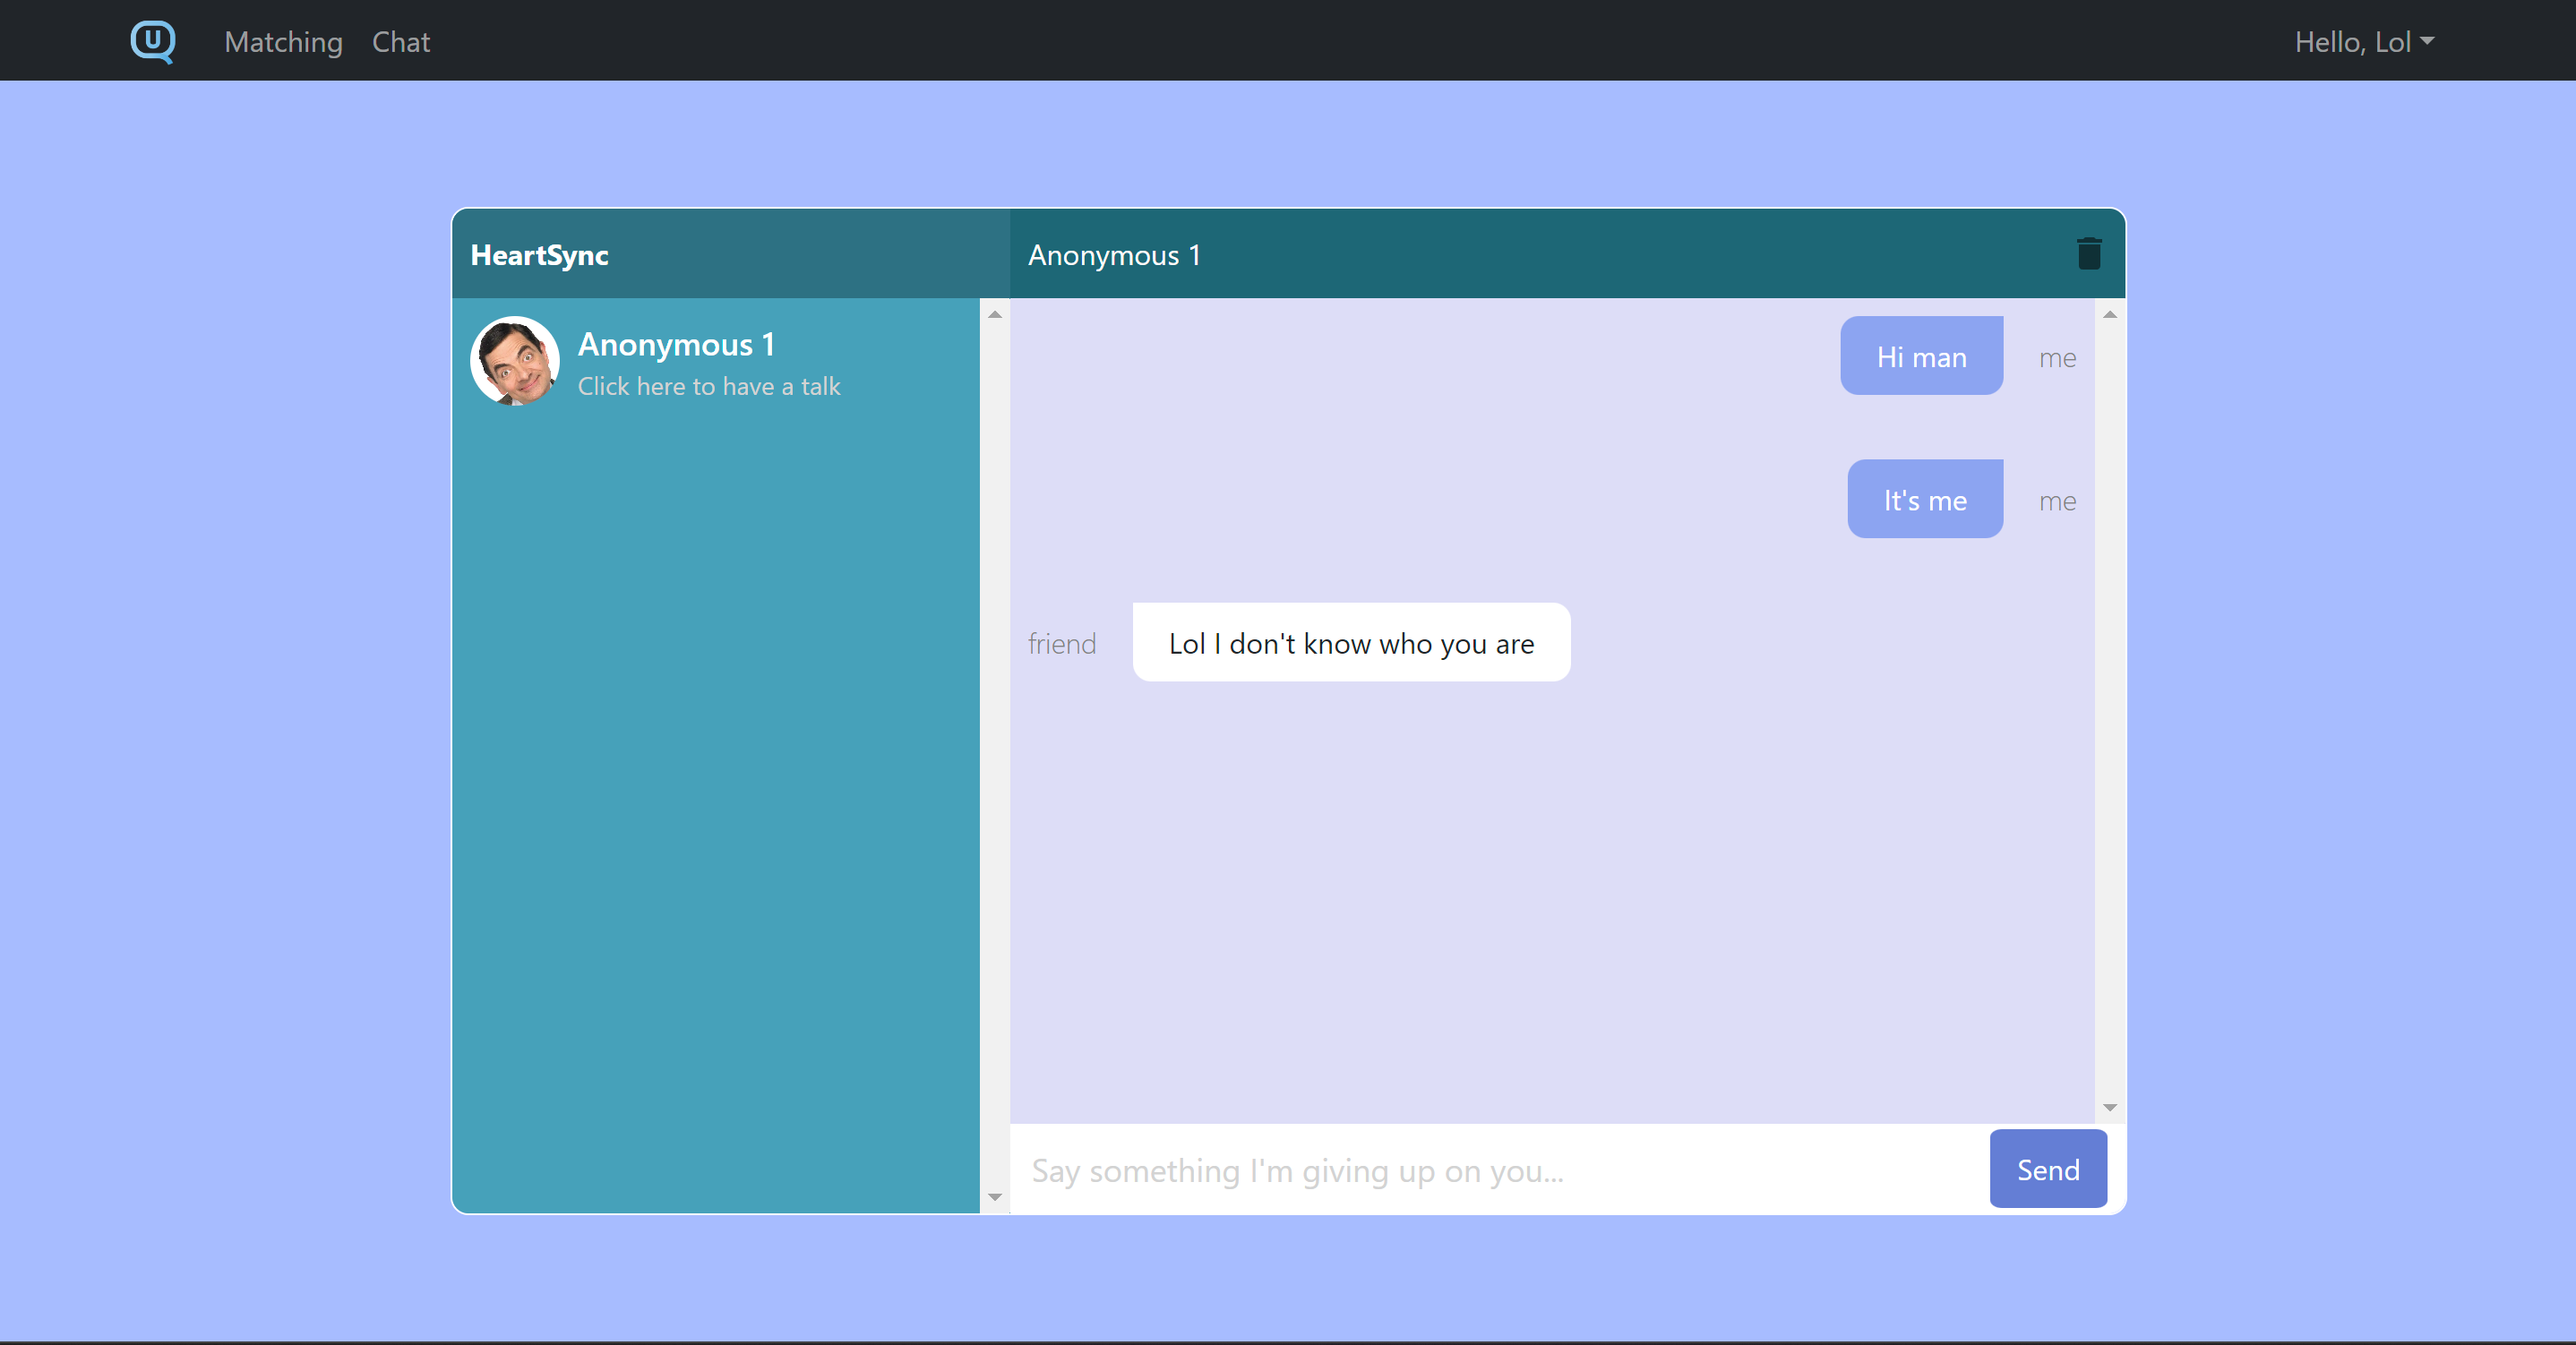 U
Matching
Chat
Hello, Lol
HeartSync
Anonymous 1
Anonymous 1
Click here to have a talk
Hi man
me
It's me
me
friend
Lol I don't know who you are
Say something I'm giving up on you...
Send